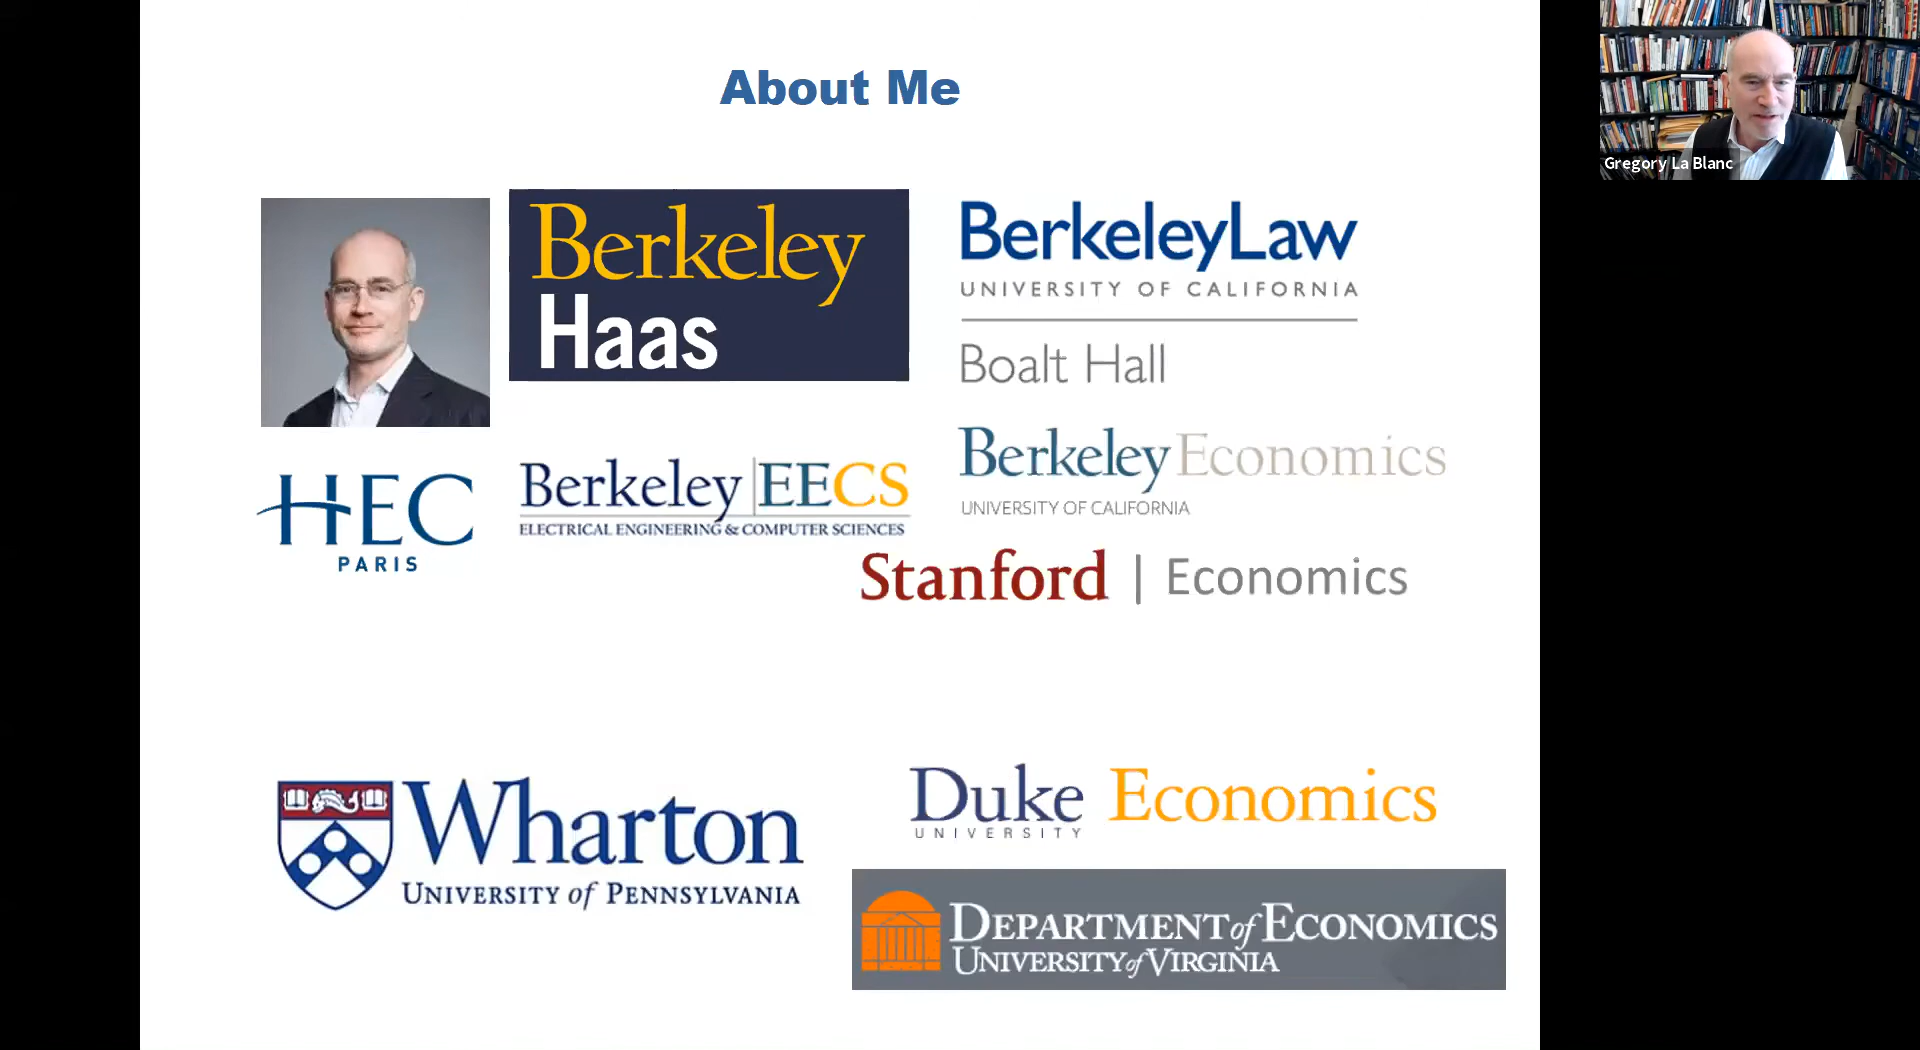 About Me
Gregory La Blanc
Berkeley
Haas
BerkeleyLaw
UNIVERSITY OF CALIFORNIA
Boalt Hall
HEC
PARIS
Berkeley EECS
ELECTRICAL ENGINEERING & COMPUTER SCIENCES
Berkeley Economics
UNIVERSITY OF CALIFORNIA
Stanford | Economics
Wharton
UNIVERSITY of PENNSYLVANIA
Duke Economics
UNIVERSITY
DEPARTMENT of ECONOMICS
UNIVERSITY of VIRGINIA